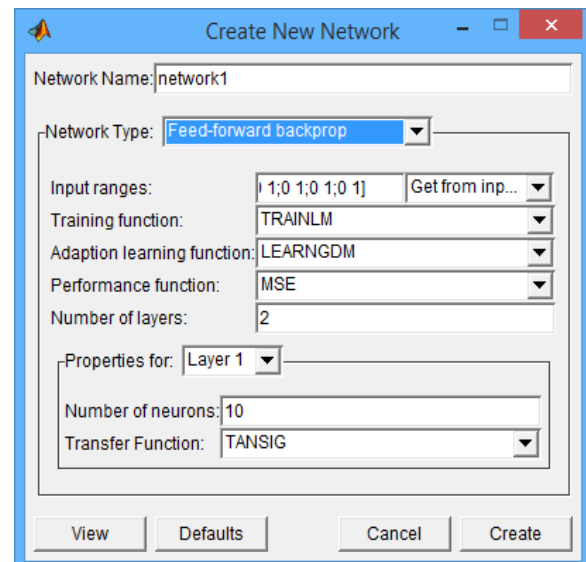 Create New Network
Network Name: network1
Network Type: Feed-forward backprop
Input ranges: 1;0 1;0 1;0 1] Get from inp...
Training function: TRAINLM
Adaption learning function: LEARNGDM
Performance function: MSE
Number of layers: 2
Properties for: Layer 1
Number of neurons: 10
Transfer Function: TANSIG
View Defaults Cancel Create